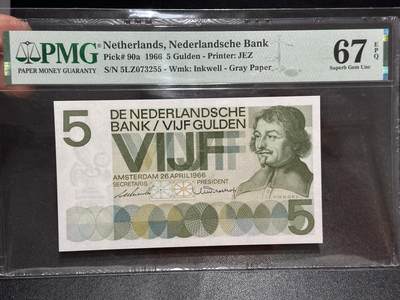 PMG
PAPER MONEY GUARANTY
Netherlands, Nederlandsche Bank
Pick# 90a 1966 5 Gulden - Printer: JEZ
S/N 5LZ073255 - Wmk: Inkwell - Gray Paper
67 EPQ
Superb Gem Unc
5
DE NEDERLANDSCHE
BANK / VIJF GULDEN
VIJF
AMSTERDAM 26 APRIL 1966
SECRETARIS PRESIDENT
5